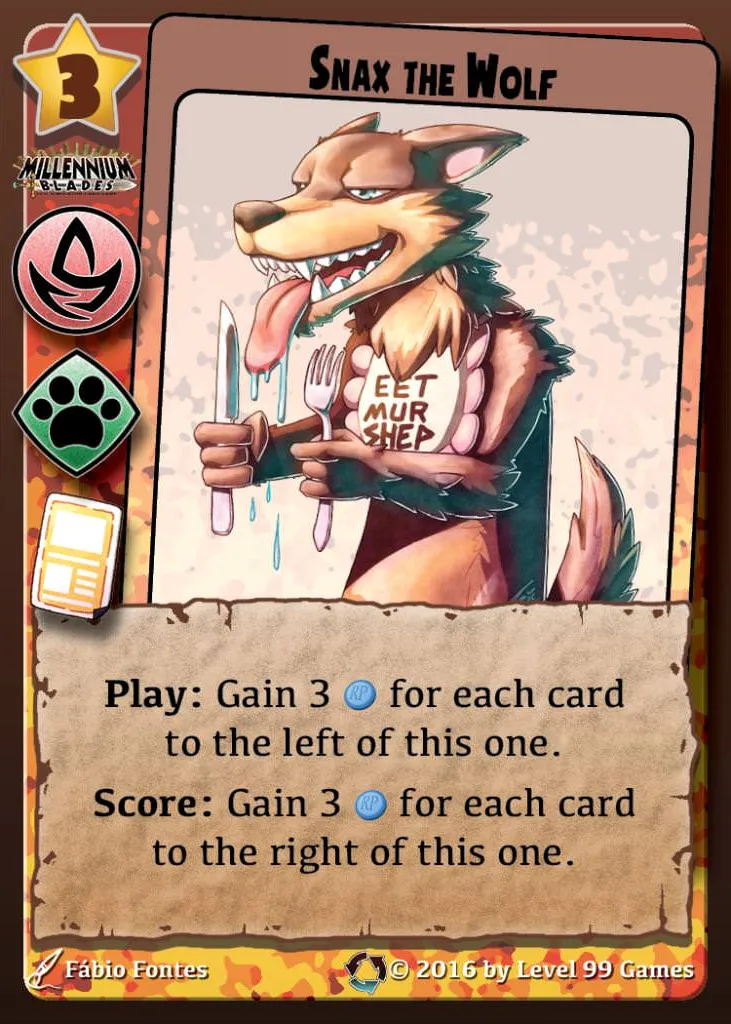 3
SNAX THE WOLF
MILLENNIUM
BLADES
EET
MUR
SHEP
Play: Gain 3 RP for each card
to the left of this one.
Score: Gain 3 RP for each card
to the right of this one.
Fábio Fontes
© 2016 by Level 99 Games